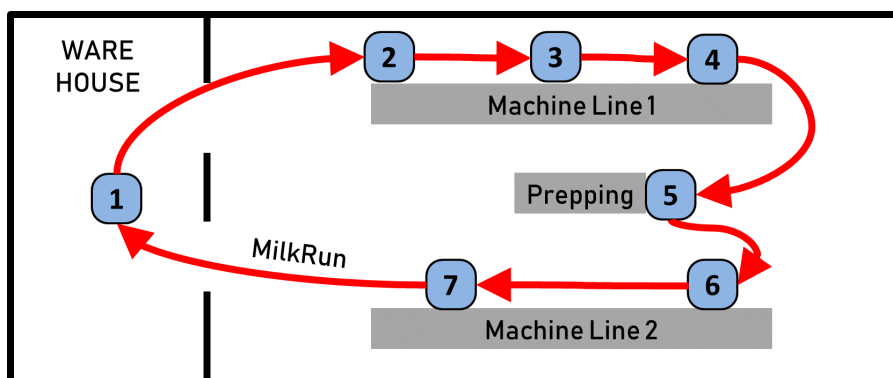 WARE
HOUSE
2
3
4
Machine Line 1
1
Prepping
5
MilkRun
7
6
Machine Line 2